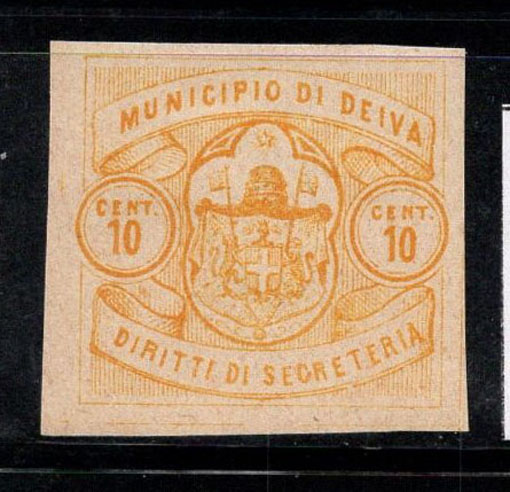 MUNICIPIO DI DEIVA
CENT.
10
CENT.
10
DIRITTI DI SECRETERIA